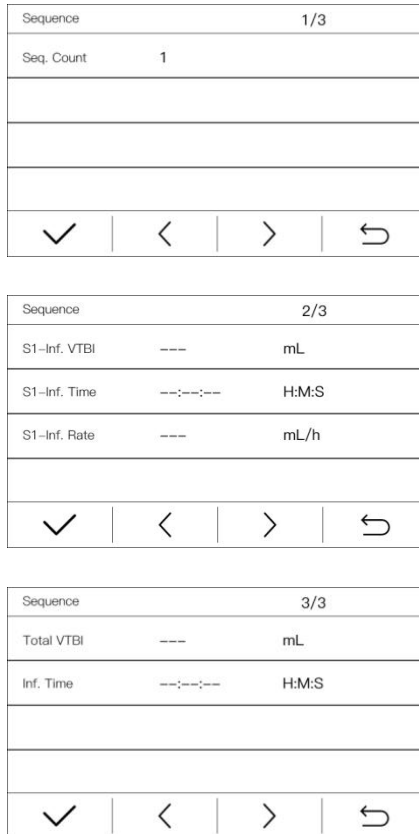 Sequence 1/3
Seq. Count 1
Sequence 2/3
S1-Inf. VTBI --- mL
S1-Inf. Time --:--:-- H:M:S
S1-Inf. Rate --- mL/h
Sequence 3/3
Total VTBI --- mL
Inf. Time --:--:-- H:M:S